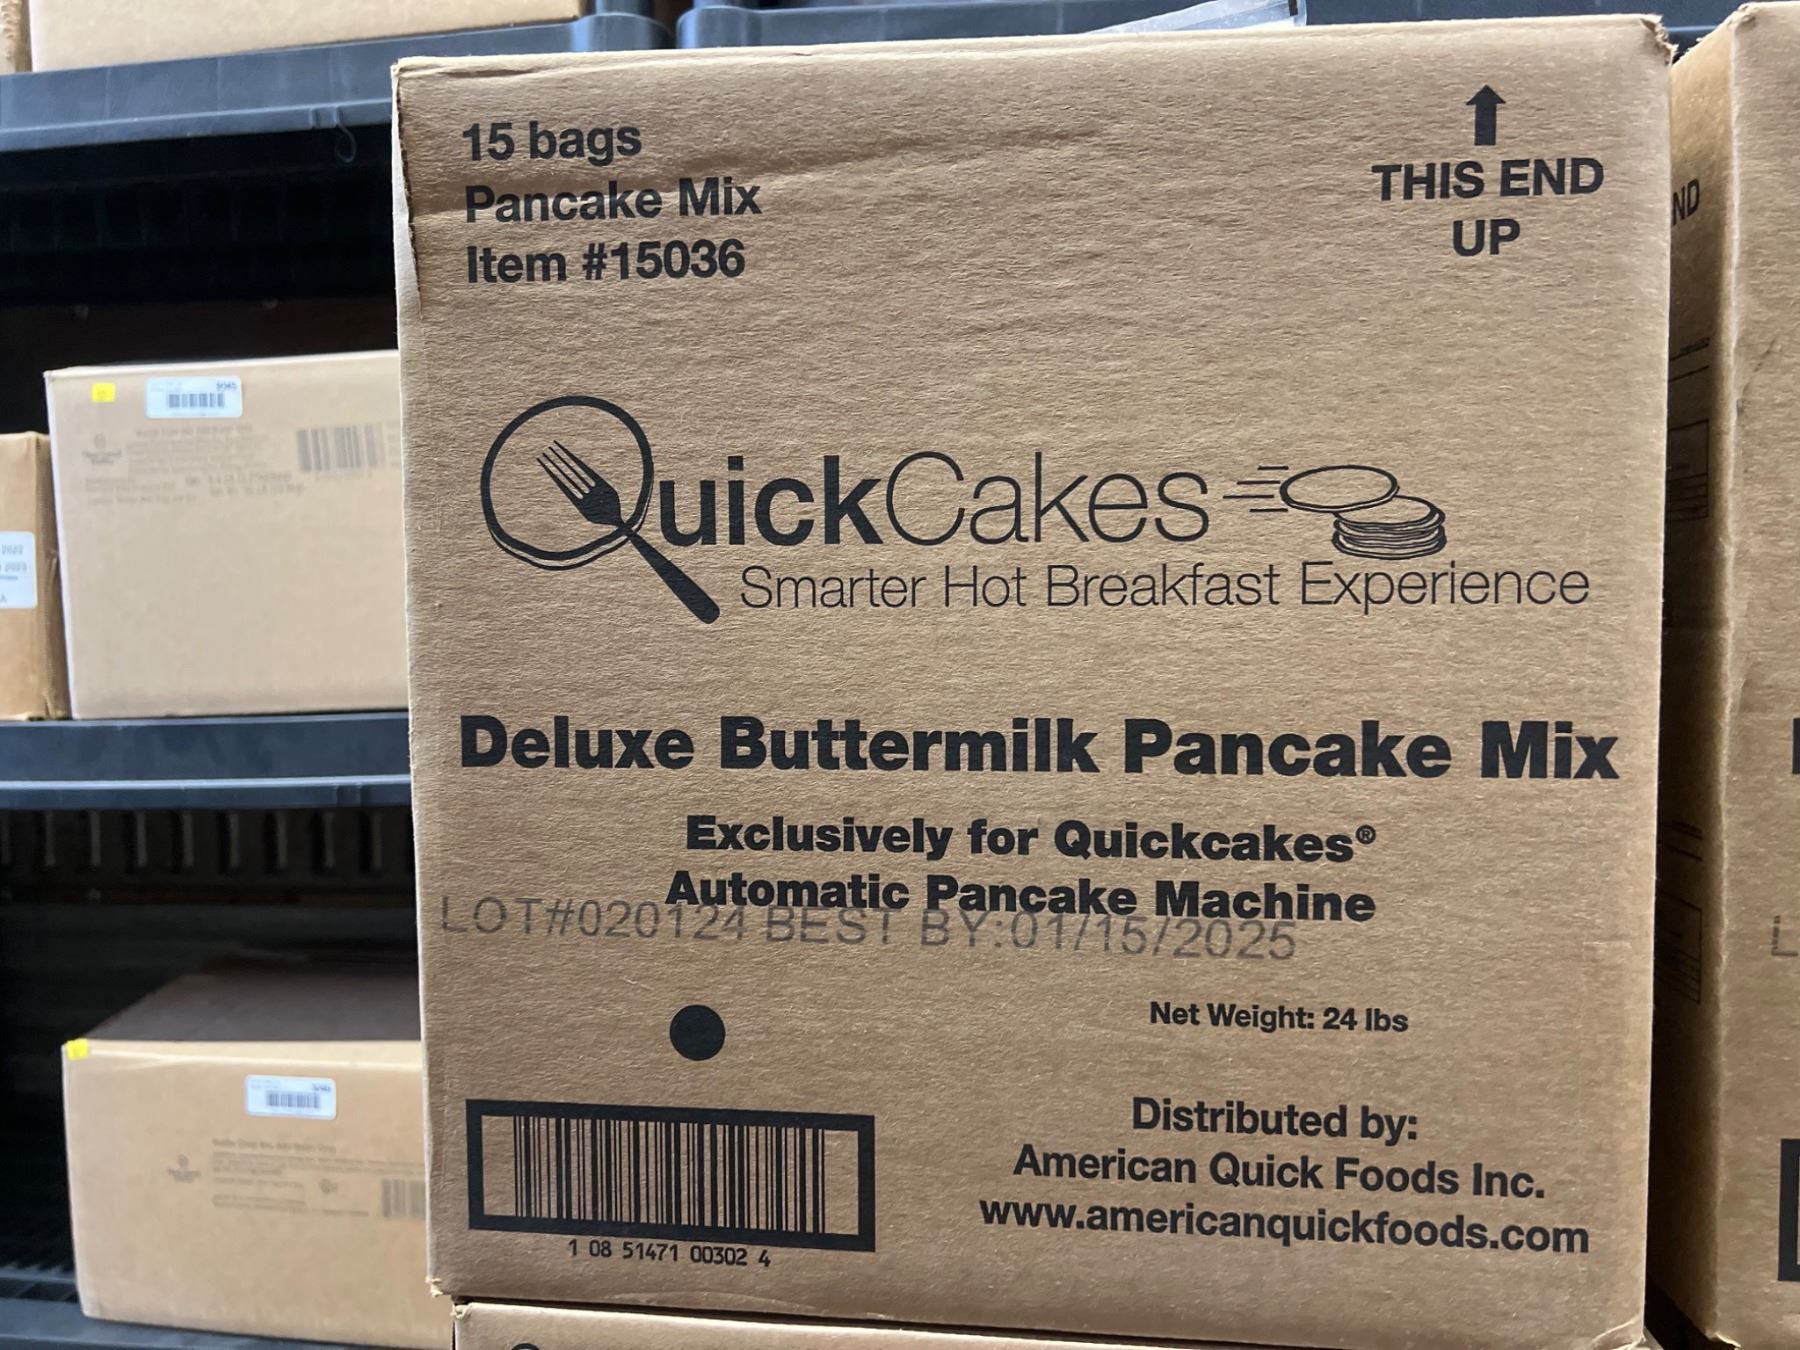 15 bags
Pancake Mix
Item #15036
THIS END
UP
QuickCakes
Smarter Hot Breakfast Experience
Deluxe Buttermilk Pancake Mix
Exclusively for Quickcakes®
Automatic Pancake Machine
LOT#020124 BEST BY:01/15/2025
Net Weight: 24 lbs
Distributed by:
American Quick Foods Inc.
www.americanquickfoods.com
1 08 51471 00302 4
ND